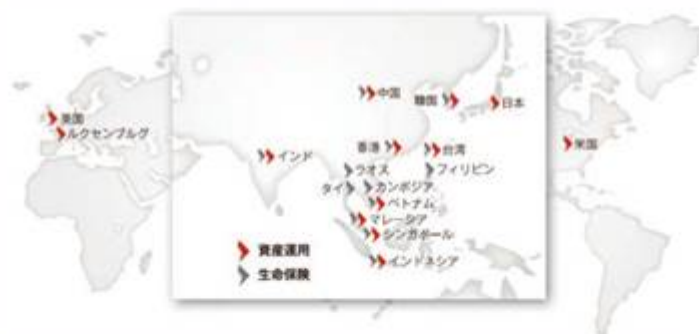 英国
ルクセンブルグ
中国
韓国
日本
インド
香港
台湾
ラオス
フィリピン
タイ
カンボジア
ベトナム
マレーシア
シンガポール
インドネシア
米国
資産運用
生命保険